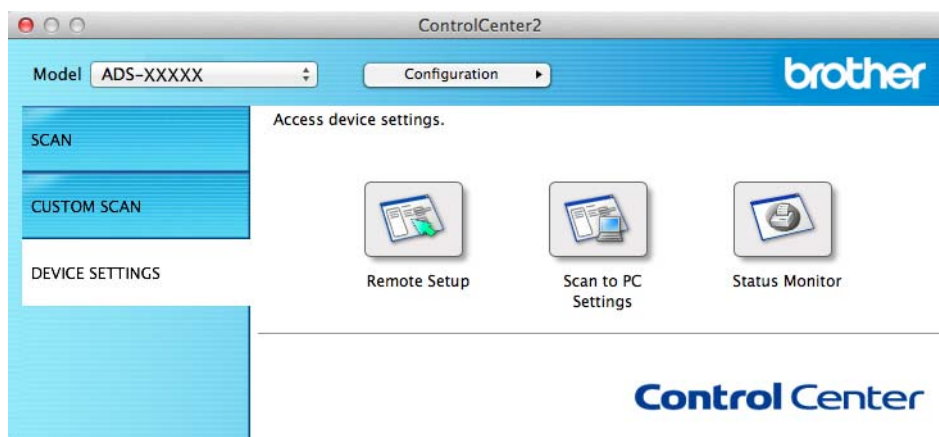 ControlCenter2
Model ADS-XXXXX Configuration
brother
SCAN
CUSTOM SCAN
DEVICE SETTINGS
Access device settings.
Remote Setup
Scan to PC
Settings
Status Monitor
Control Center